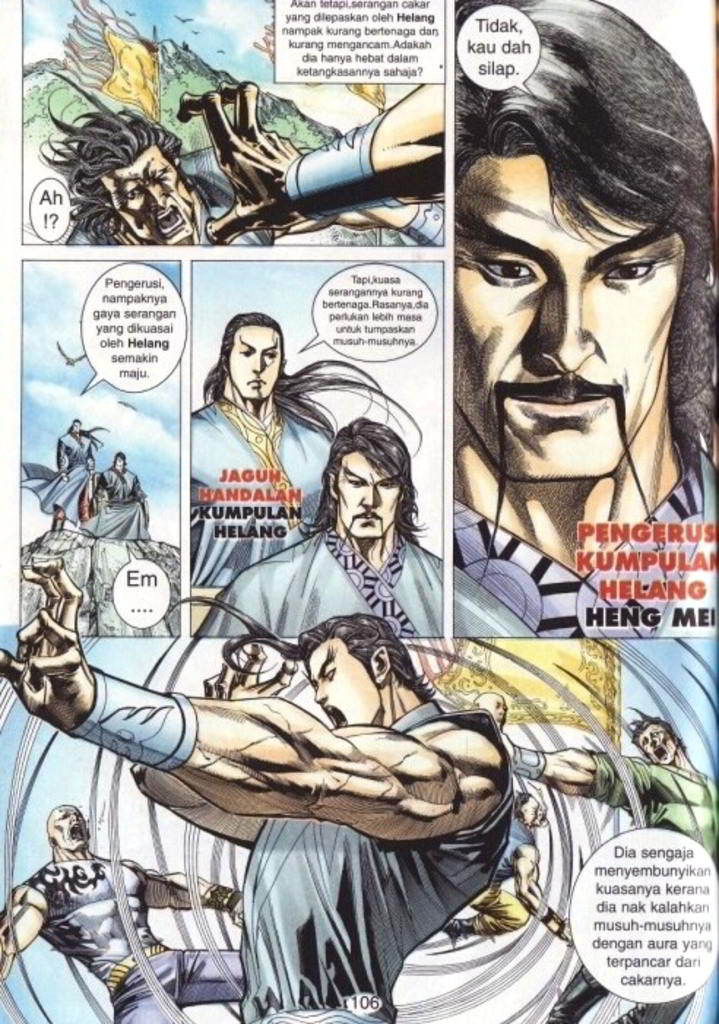 Akan tetapi,serangan cakar
yang dilepaskan oleh Helang
nampak kurang bertenaga dan
kurang mengancam.Adakah
dia hanya hebat dalam
ketangkasannya sahaja?
Ah
!?
Tidak,
kau dah
silap.
Pengerusi,
nampaknya
gaya serangan
yang dikuasai
oleh Helang
semakin
maju.
Em
....
Tapi,kuasa
serangannya kurang
bertenaga.Rasanya,dia
perlukan lebih masa
untuk tumpaskan
musuh-musuhnya.
JAGUH
HANDALAN
KUMPULAN
HELANG
PENGERUS
KUMPULA
HELANG
HENG MEI
Dia sengaja
menyembunyikan
kuasanya kerana
dia nak kalahkan
musuh-musuhnya
dengan aura yang
terpancar dari
cakarnya.
106